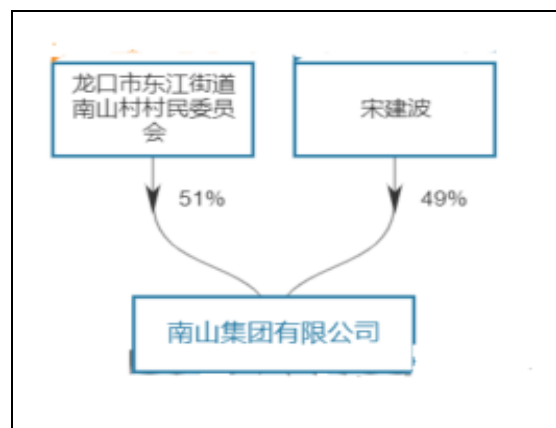 龙口市东江街道
南山村村民委员
会
宋建波
51%
49%
南山集团有限公司